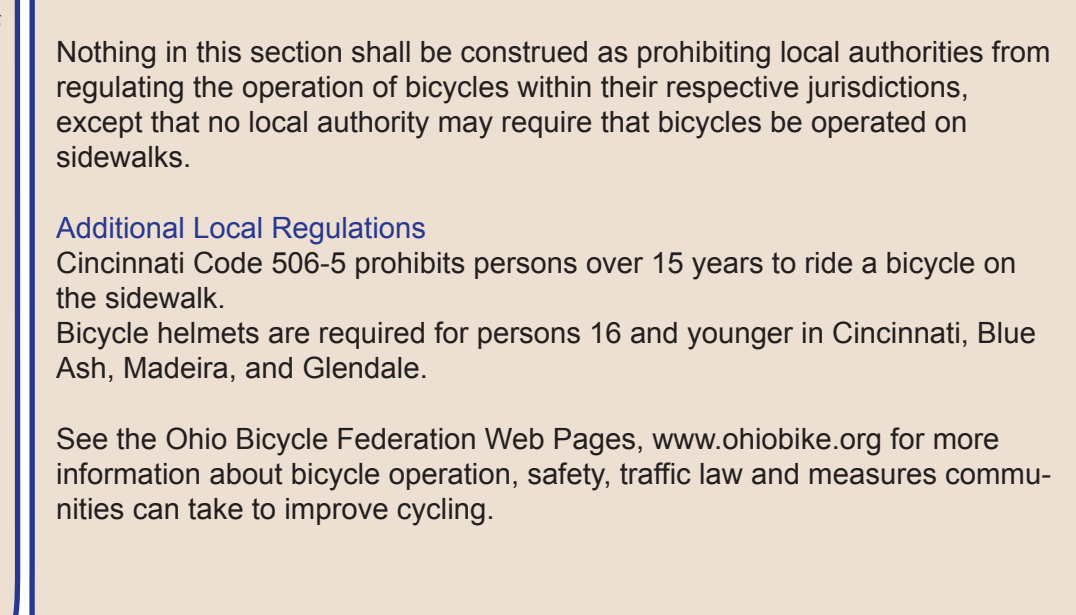 Nothing in this section shall be construed as prohibiting local authorities from
regulating the operation of bicycles within their respective jurisdictions,
except that no local authority may require that bicycles be operated on
sidewalks.
Additional Local Regulations
Cincinnati Code 506-5 prohibits persons over 15 years to ride a bicycle on
the sidewalk.
Bicycle helmets are required for persons 16 and younger in Cincinnati, Blue
Ash, Madeira, and Glendale.
See the Ohio Bicycle Federation Web Pages, www.ohiobike.org for more
information about bicycle operation, safety, traffic law and measures commu-
nities can take to improve cycling.